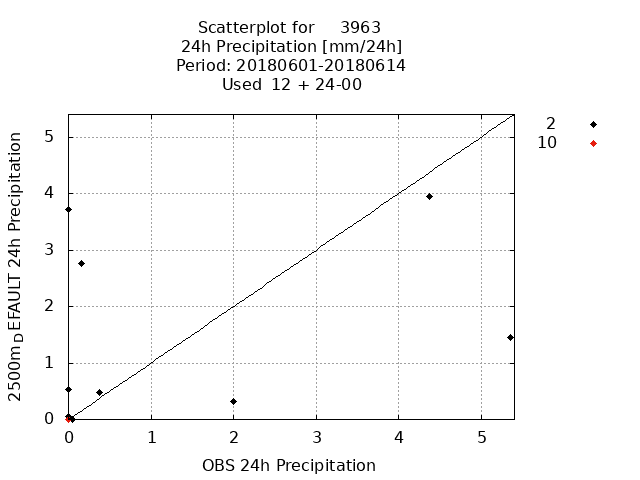 Scatterplot for 3963
24h Precipitation [mm/24h]
Period: 20180601-20180614
Used 12 + 24-00
2
10
2500m_DEFAULT 24h Precipitation
5
4
3
2
1
0
0 1 2 3 4 5
OBS 24h Precipitation